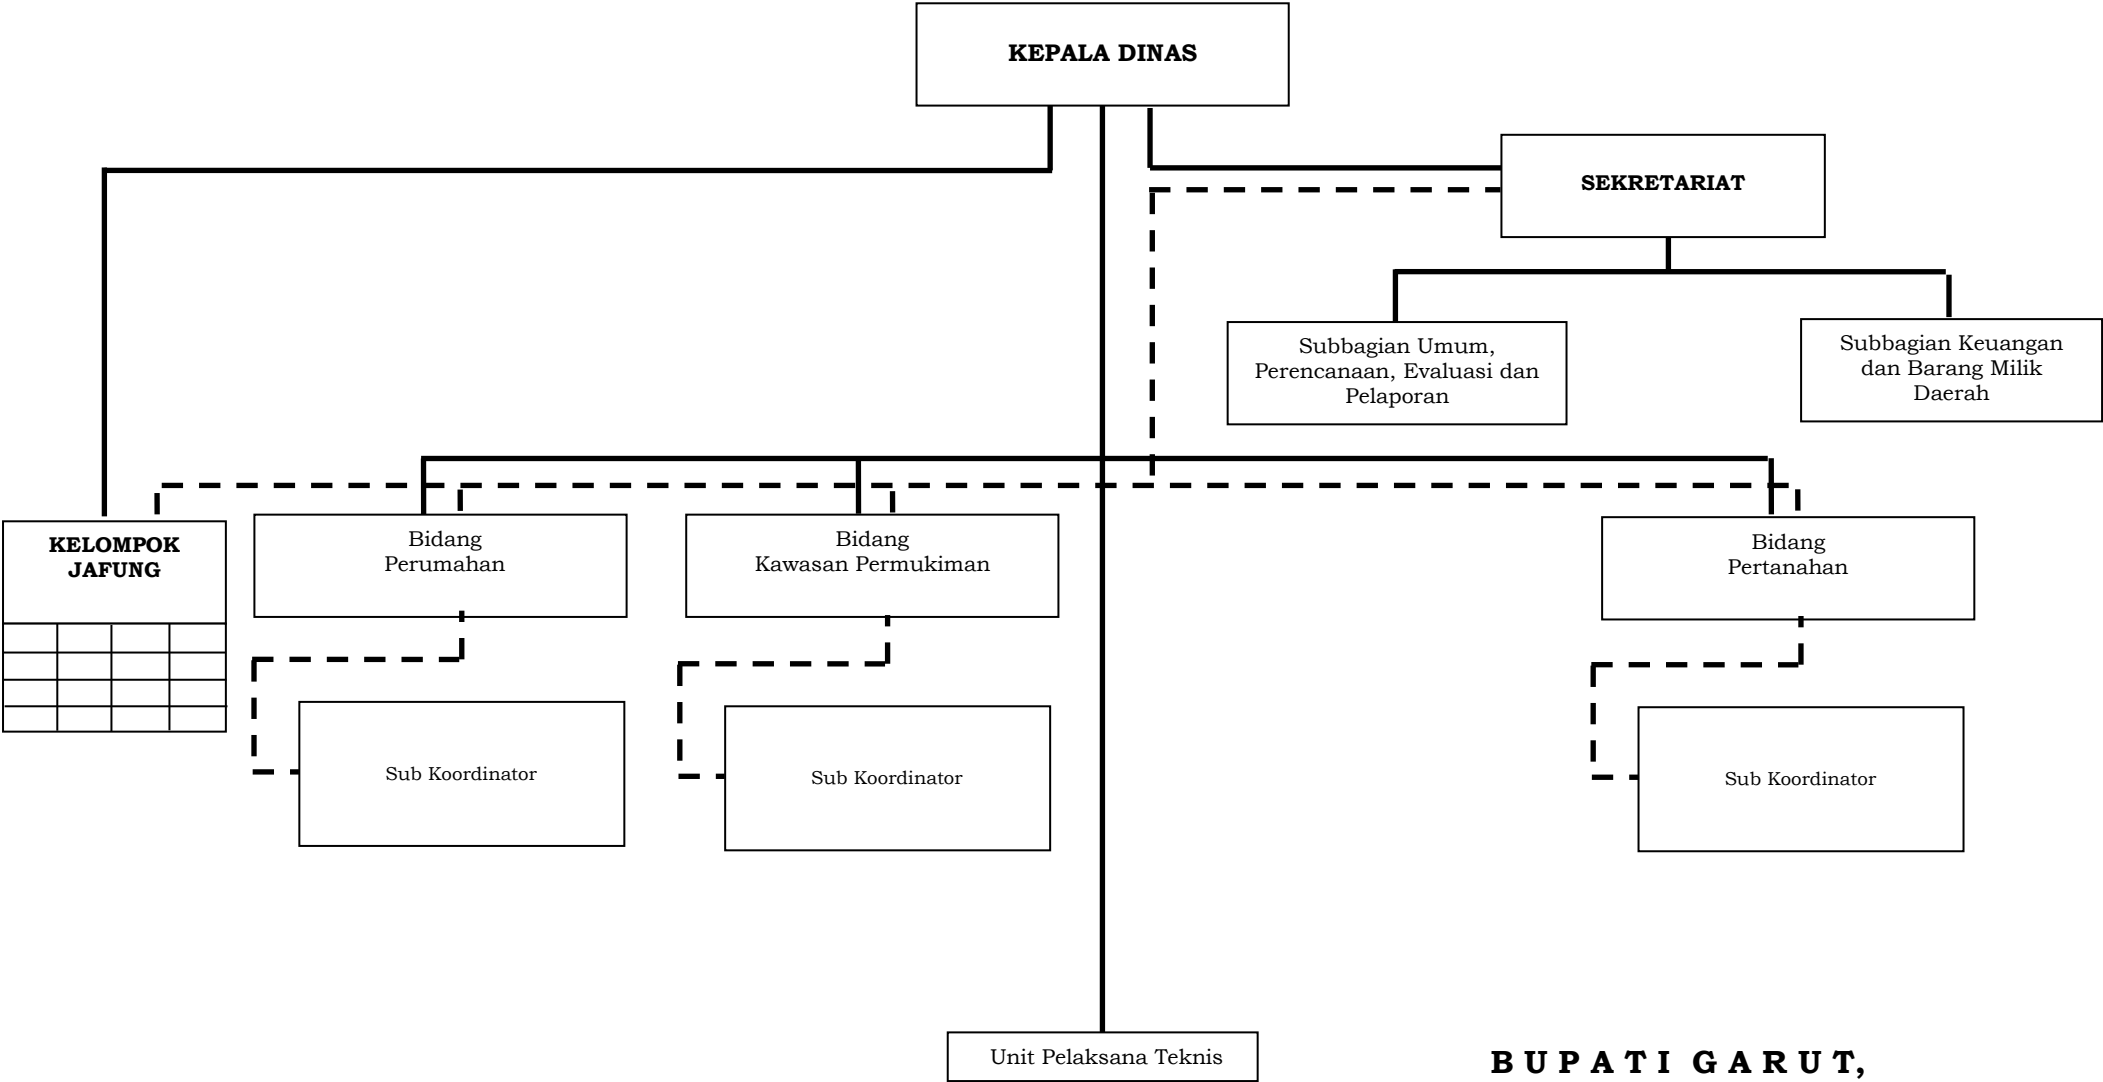 KEPALA DINAS
SEKRETARIAT
Subbagian Umum,
Perencanaan, Evaluasi dan
Pelaporan
Subbagian Keuangan
dan Barang Milik
Daerah
KELOMPOK
JAFUNG
Bidang
Perumahan
Bidang
Kawasan Permukiman
Bidang
Pertanahan
Sub Koordinator
Sub Koordinator
Sub Koordinator
Unit Pelaksana Teknis
B U P A T I G A R U T,